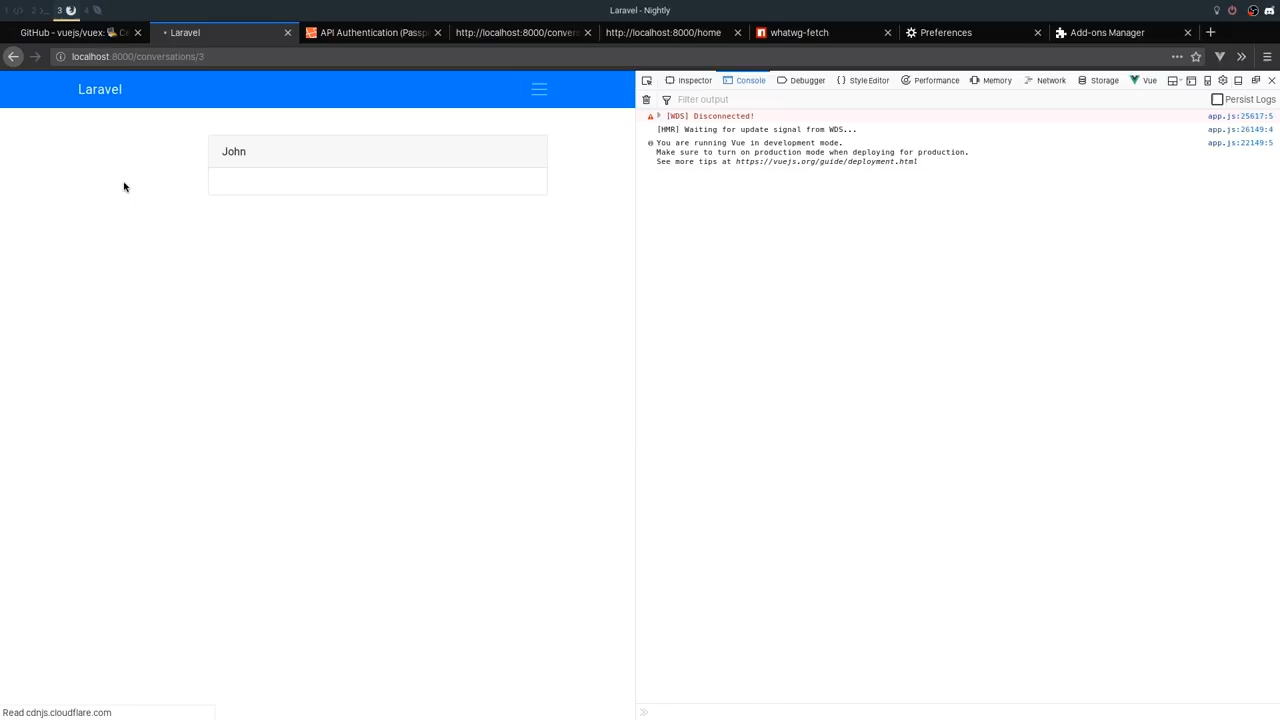 1 2 3 4
Laravel - Nightly
GitHub - vuejs/vuex: Ce
Laravel
API Authentication (Passp
http://localhost:8000/conver
http://localhost:8000/home
whatwg-fetch
Preferences
Add-ons Manager
localhost:8000/conversations/3
Laravel
Inspector Console Debugger Style Editor Performance Memory Network Storage Vue
Filter output
Persist Logs
[WDS] Disconnected! app.js:25617:5
[HMR] Waiting for update signal from WDS... app.js:26149:4
You are running Vue in development mode. app.js:22149:5
Make sure to turn on production mode when deploying for production.
See more tips at https://vuejs.org/guide/deployment.html
John
Read cdnjs.cloudflare.com